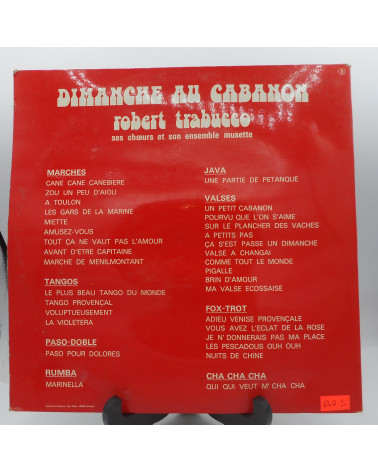 DIMANCHE AU CABANON
robert trabucco
ses chœurs et son ensemble musette
MARCHES
CANE CANE CANEBIERE
ZOU UN PEU D'AIOLI
A TOULON
LES GARS DE LA MARINE
MIETTE
AMUSEZ-VOUS
TOUT ÇA NE VAUT PAS L'AMOUR
AVANT D'ETRE CAPITAINE
MARCHE DE MENILMONTANT
TANGOS
LE PLUS BEAU TANGO DU MONDE
TANGO PROVENÇAL
VOLUPTUEUSEMENT
LA VIOLETERA
PASO-DOBLE
PASO POUR DOLORES
RUMBA
MARINELLA
JAVA
UNE PARTIE DE PETANQUE
VALSES
UN PETIT CABANON
POURVU QUE L'ON S'AIME
SUR LE PLANCHER DES VACHES
A PETITS PAS
ÇA S'EST PASSE UN DIMANCHE
VALSE A CHANGAI
COMME TOUT LE MONDE
PIGALLE
BRIN D'AMOUR
MA VALSE ECOSSAISE
FOX-TROT
ADIEU VENISE PROVENÇALE
VOUS AVEZ L'ECLAT DE LA ROSE
JE N'DONNERAIS PAS MA PLACE
LES PESCADOUS OUH OUH
NUITS DE CHINE
CHA CHA CHA
QUI QUI VEUT M'CHA CHA